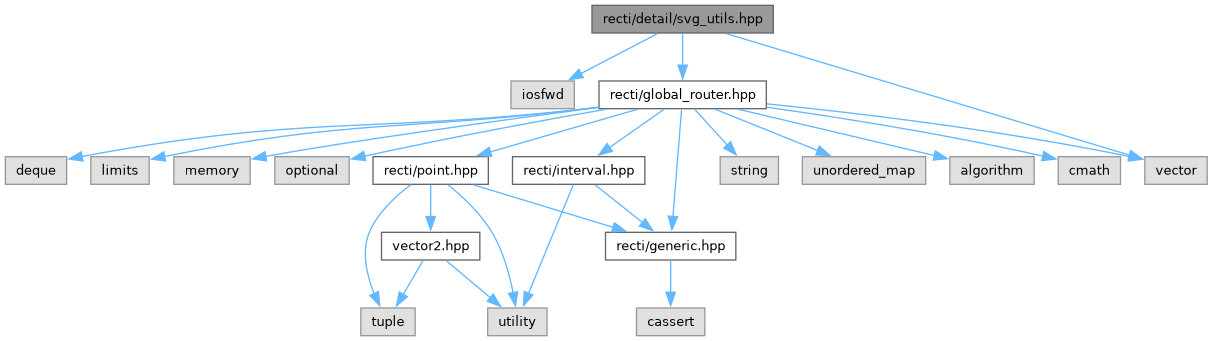 recti/detail/svg_utils.hpp
iosfwd
recti/global_router.hpp
deque
limits
memory
optional
recti/point.hpp
recti/interval.hpp
string
unordered_map
algorithm
cmath
vector
vector2.hpp
recti/generic.hpp
tuple
utility
cassert